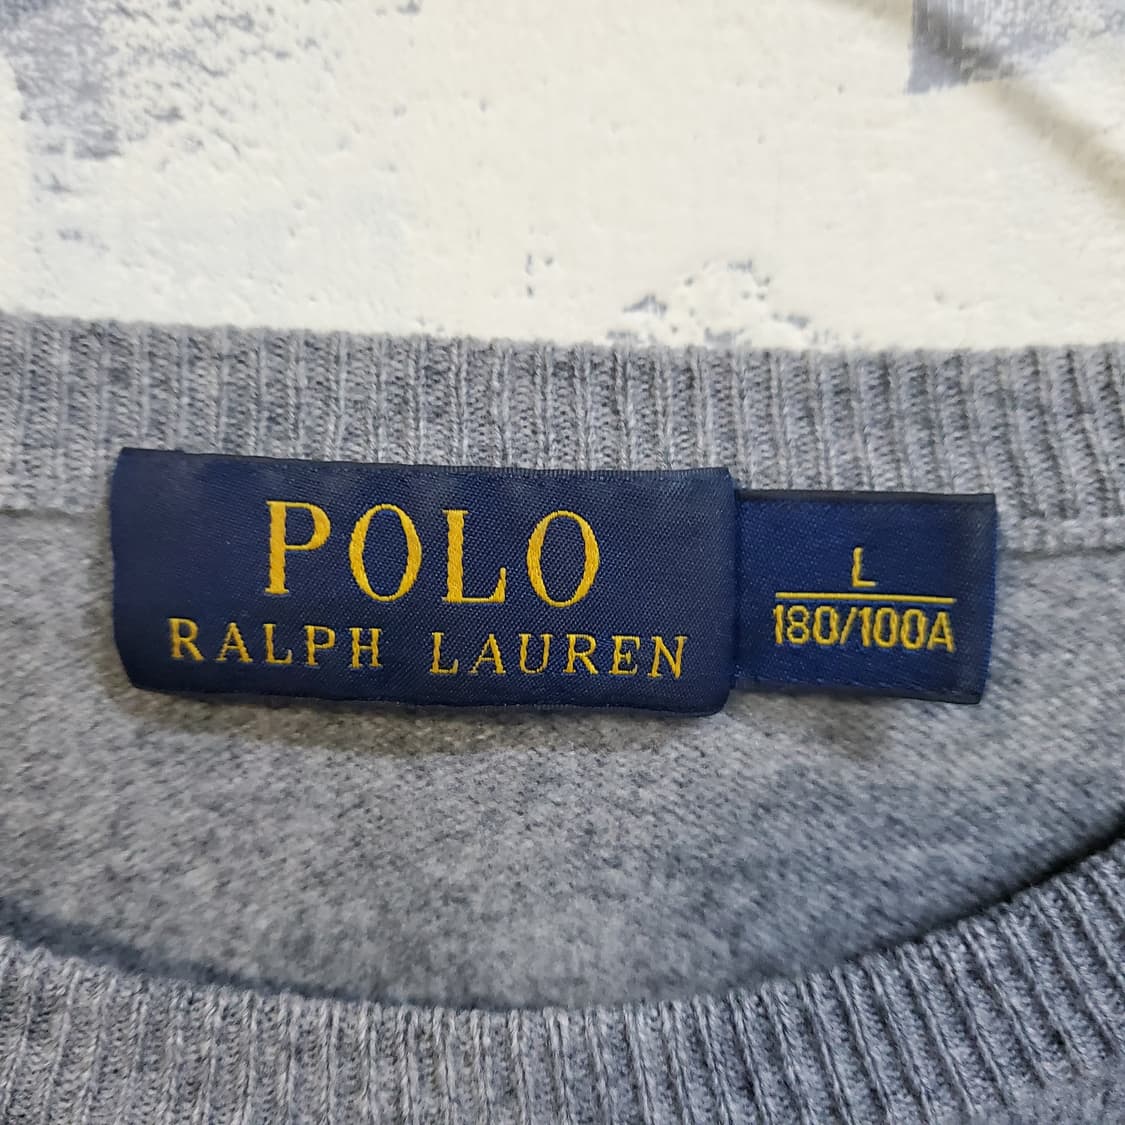 POLO
RALPH LAUREN
L
180/100A